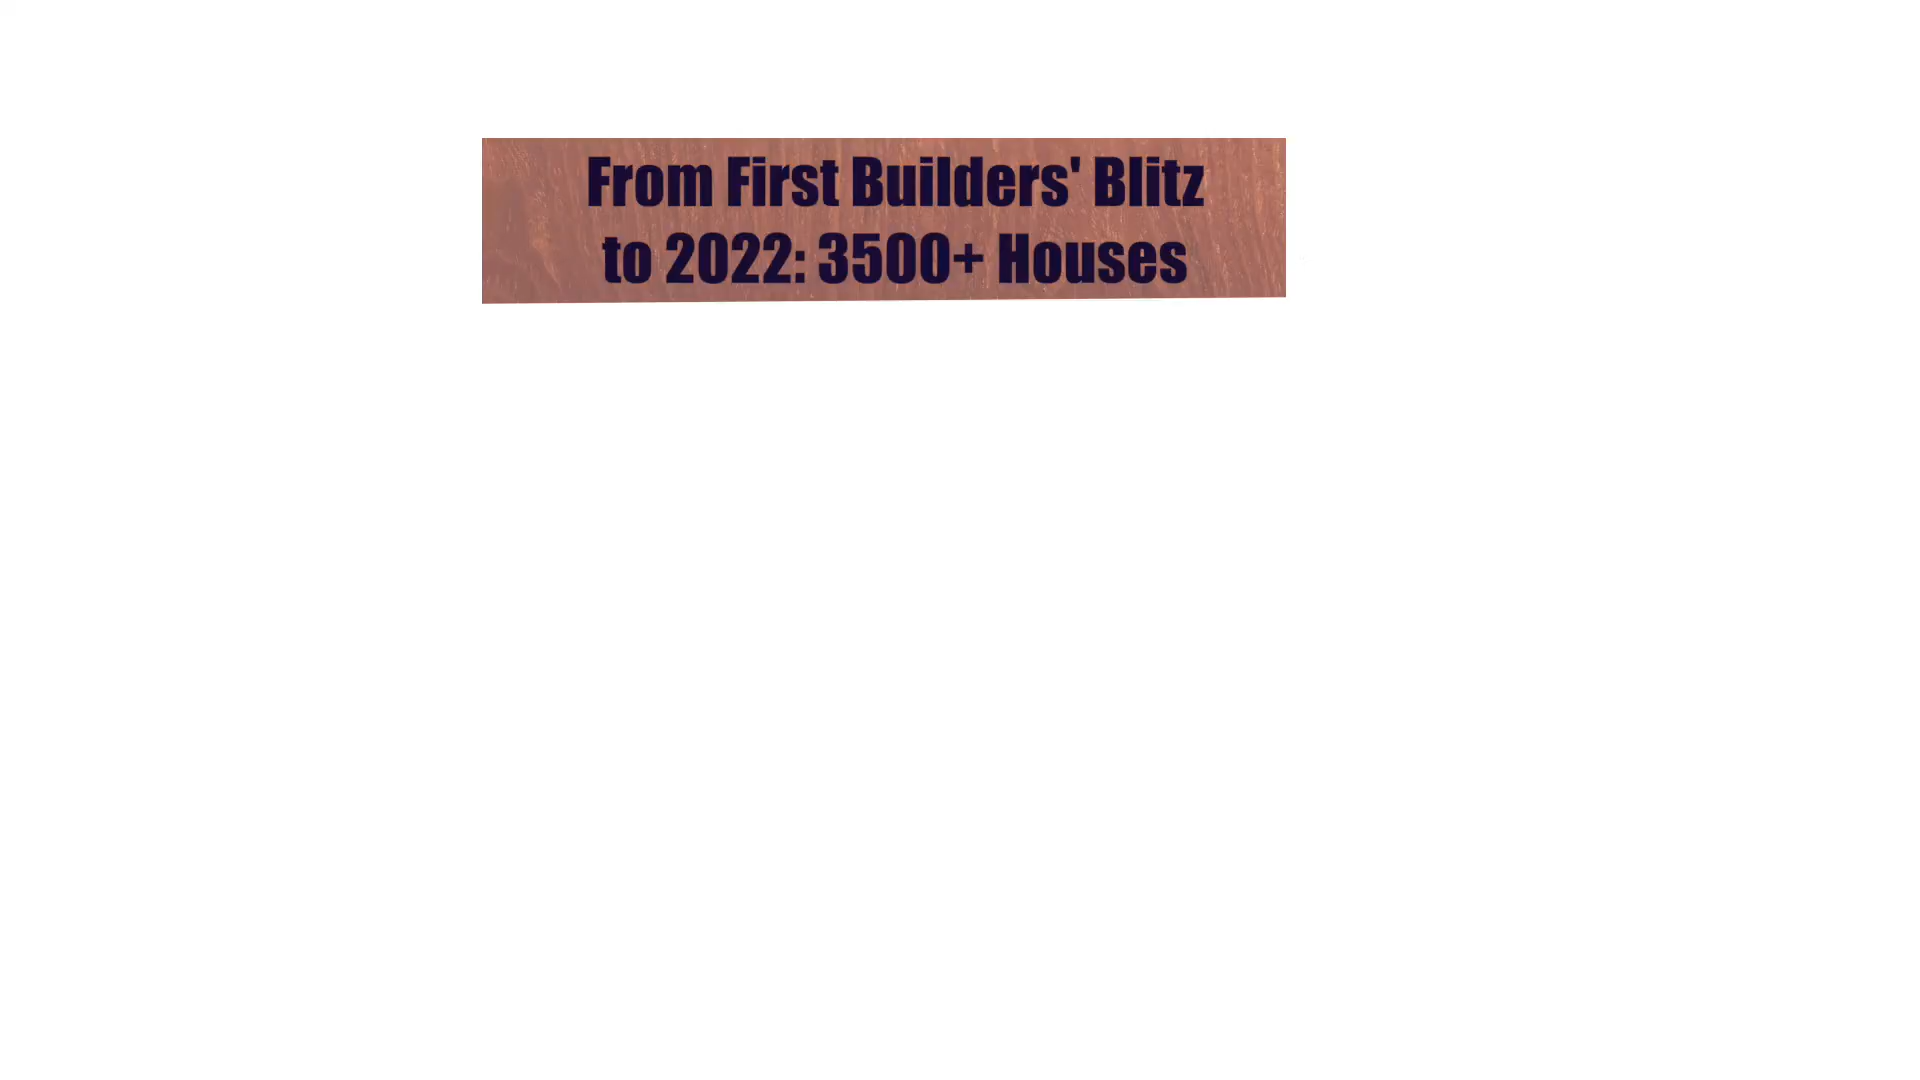 From First Builders' Blitz
to 2022: 3500+ Houses